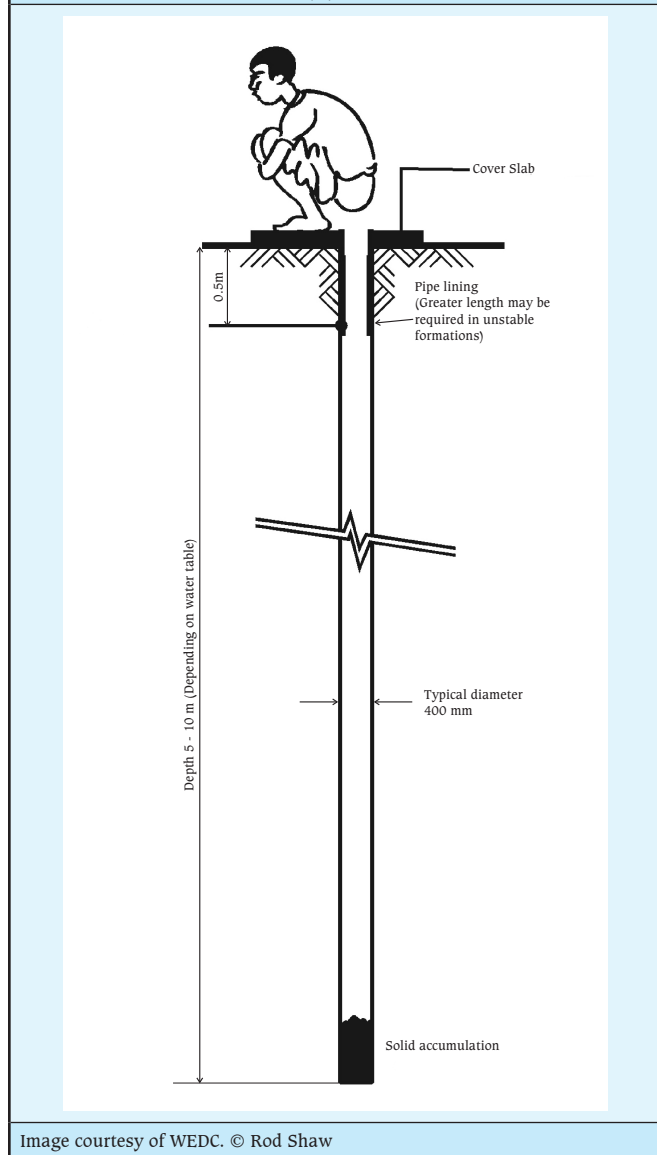 Cover Slab
0.5m
Pipe lining
(Greater length may be
required in unstable
formations)
Depth 5 - 10 m (Depending on water table)
Typical diameter
400 mm
Solid accumulation
Image courtesy of WEDC. © Rod Shaw